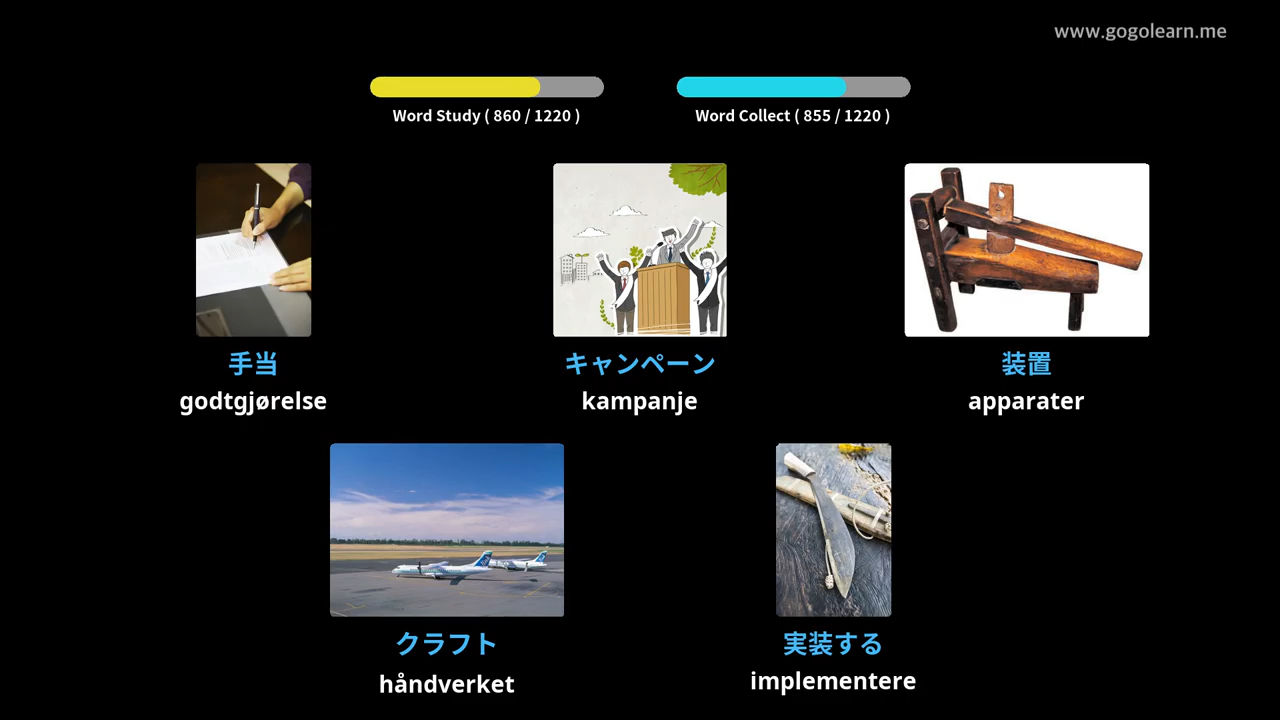 www.gogolearn.me
Word Study ( 860 / 1220 )
Word Collect ( 855 / 1220 )
手当
godtgjørelse
キャンペーン
kampanje
装置
apparater
クラフト
håndverket
実装する
implementere